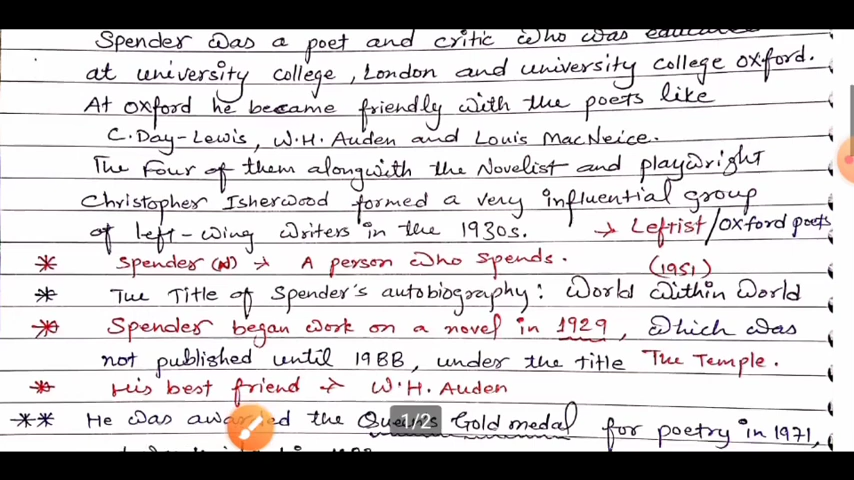 Spender was a poet and critic who was educated
at university college, London and university college oxford.
At oxford he became friendly with the poets like
C. Day-Lewis, W.H. Auden and Louis MacNeice.
The Four of them alongwith the Novelist and playwright
Christopher Isherwood formed a very influential group
of left-wing writers in the 1930s. → Leftist/oxford poets
* Spender (N) → A person who spends. (1951)
* The Title of Spender's autobiography: World within World
* Spender began work on a novel in 1929, which was
not published until 1988, under the title The Temple.
* His best friend → W.H. Auden
** He was awarded the Queen's Gold medal for poetry in 1971,
1/2